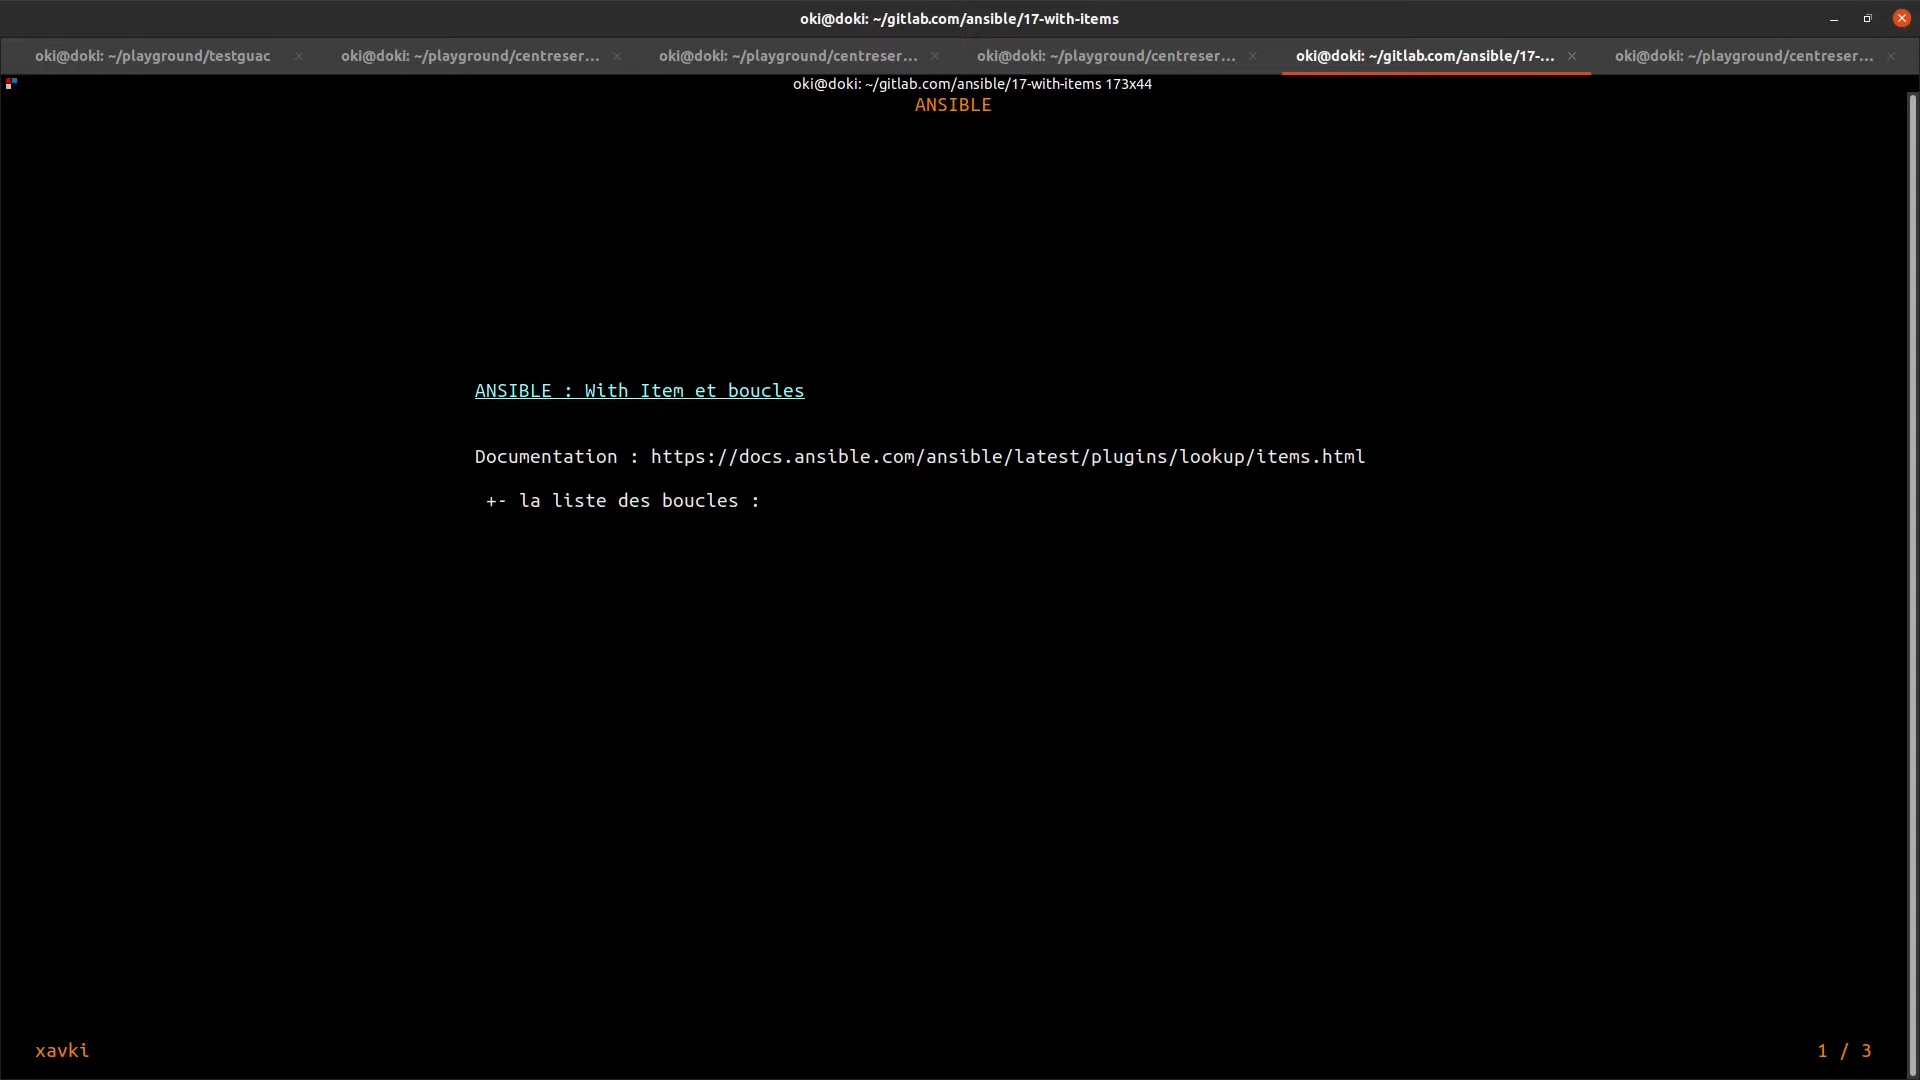 oki@doki: ~/gitlab.com/ansible/17-with-items
oki@doki: ~/playground/testguac
oki@doki: ~/playground/centreser...
oki@doki: ~/playground/centreser...
oki@doki: ~/playground/centreser...
oki@doki: ~/gitlab.com/ansible/17-...
oki@doki: ~/playground/centreser...
oki@doki: ~/gitlab.com/ansible/17-with-items 173x44
ANSIBLE
ANSIBLE : With Item et boucles
Documentation : https://docs.ansible.com/ansible/latest/plugins/lookup/items.html
+- la liste des boucles :
xavki
1 / 3